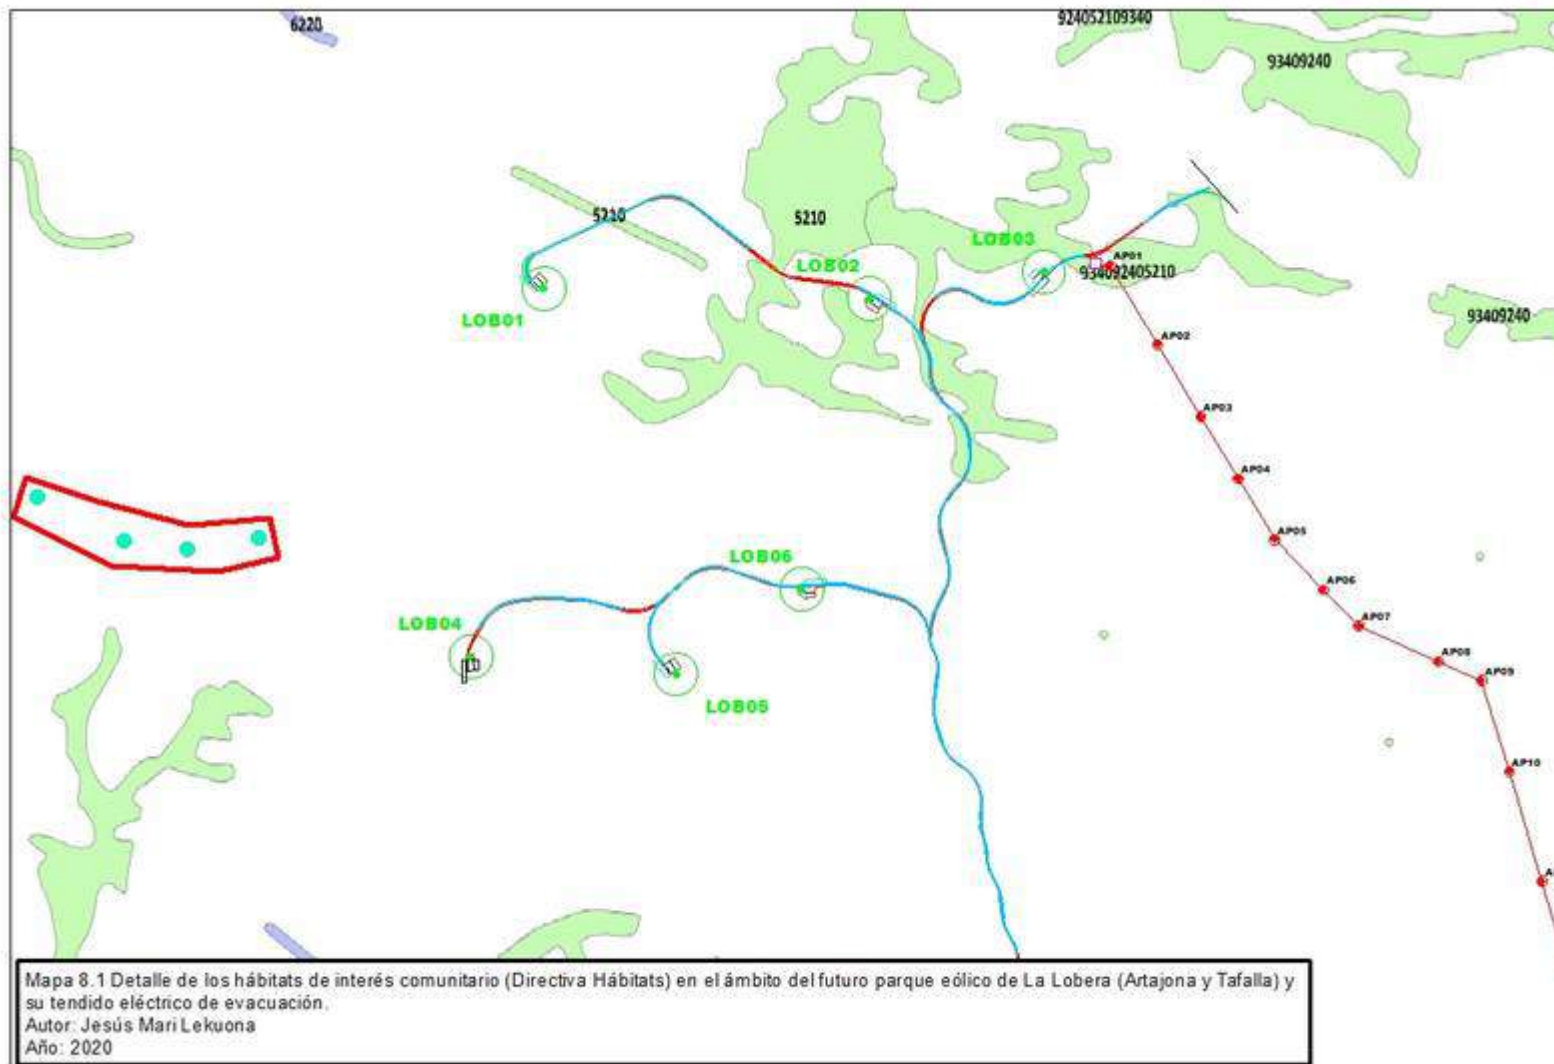 6220
924052109340
93409240
5210
5210
LOB03
AP01
LOB02
934092405210
LOB01
93409240
AP02
AP03
AP04
AP05
LOB06
AP06
LOB04
AP07
AP08
AP09
LOB05
AP10
Mapa 8.1 Detalle de los hábitats de interés comunitario (Directiva Hábitats) en el ámbito del futuro parque eólico de La Lobera (Artajona y Tafalla) y
su tendido eléctrico de evacuación.
Autor: Jesús Mari Lekuona
Año: 2020